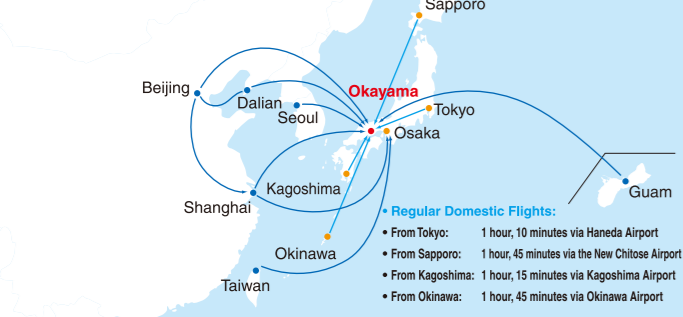 Sapporo
Beijing
Okayama
Dalian
Tokyo
Seoul
Osaka
Kagoshima
Guam
Shanghai
• Regular Domestic Flights:
• From Tokyo: 1 hour, 10 minutes via Haneda Airport
Okinawa
• From Sapporo: 1 hour, 45 minutes via the New Chitose Airport
• From Kagoshima: 1 hour, 15 minutes via Kagoshima Airport
Taiwan
• From Okinawa: 1 hour, 45 minutes via Okinawa Airport